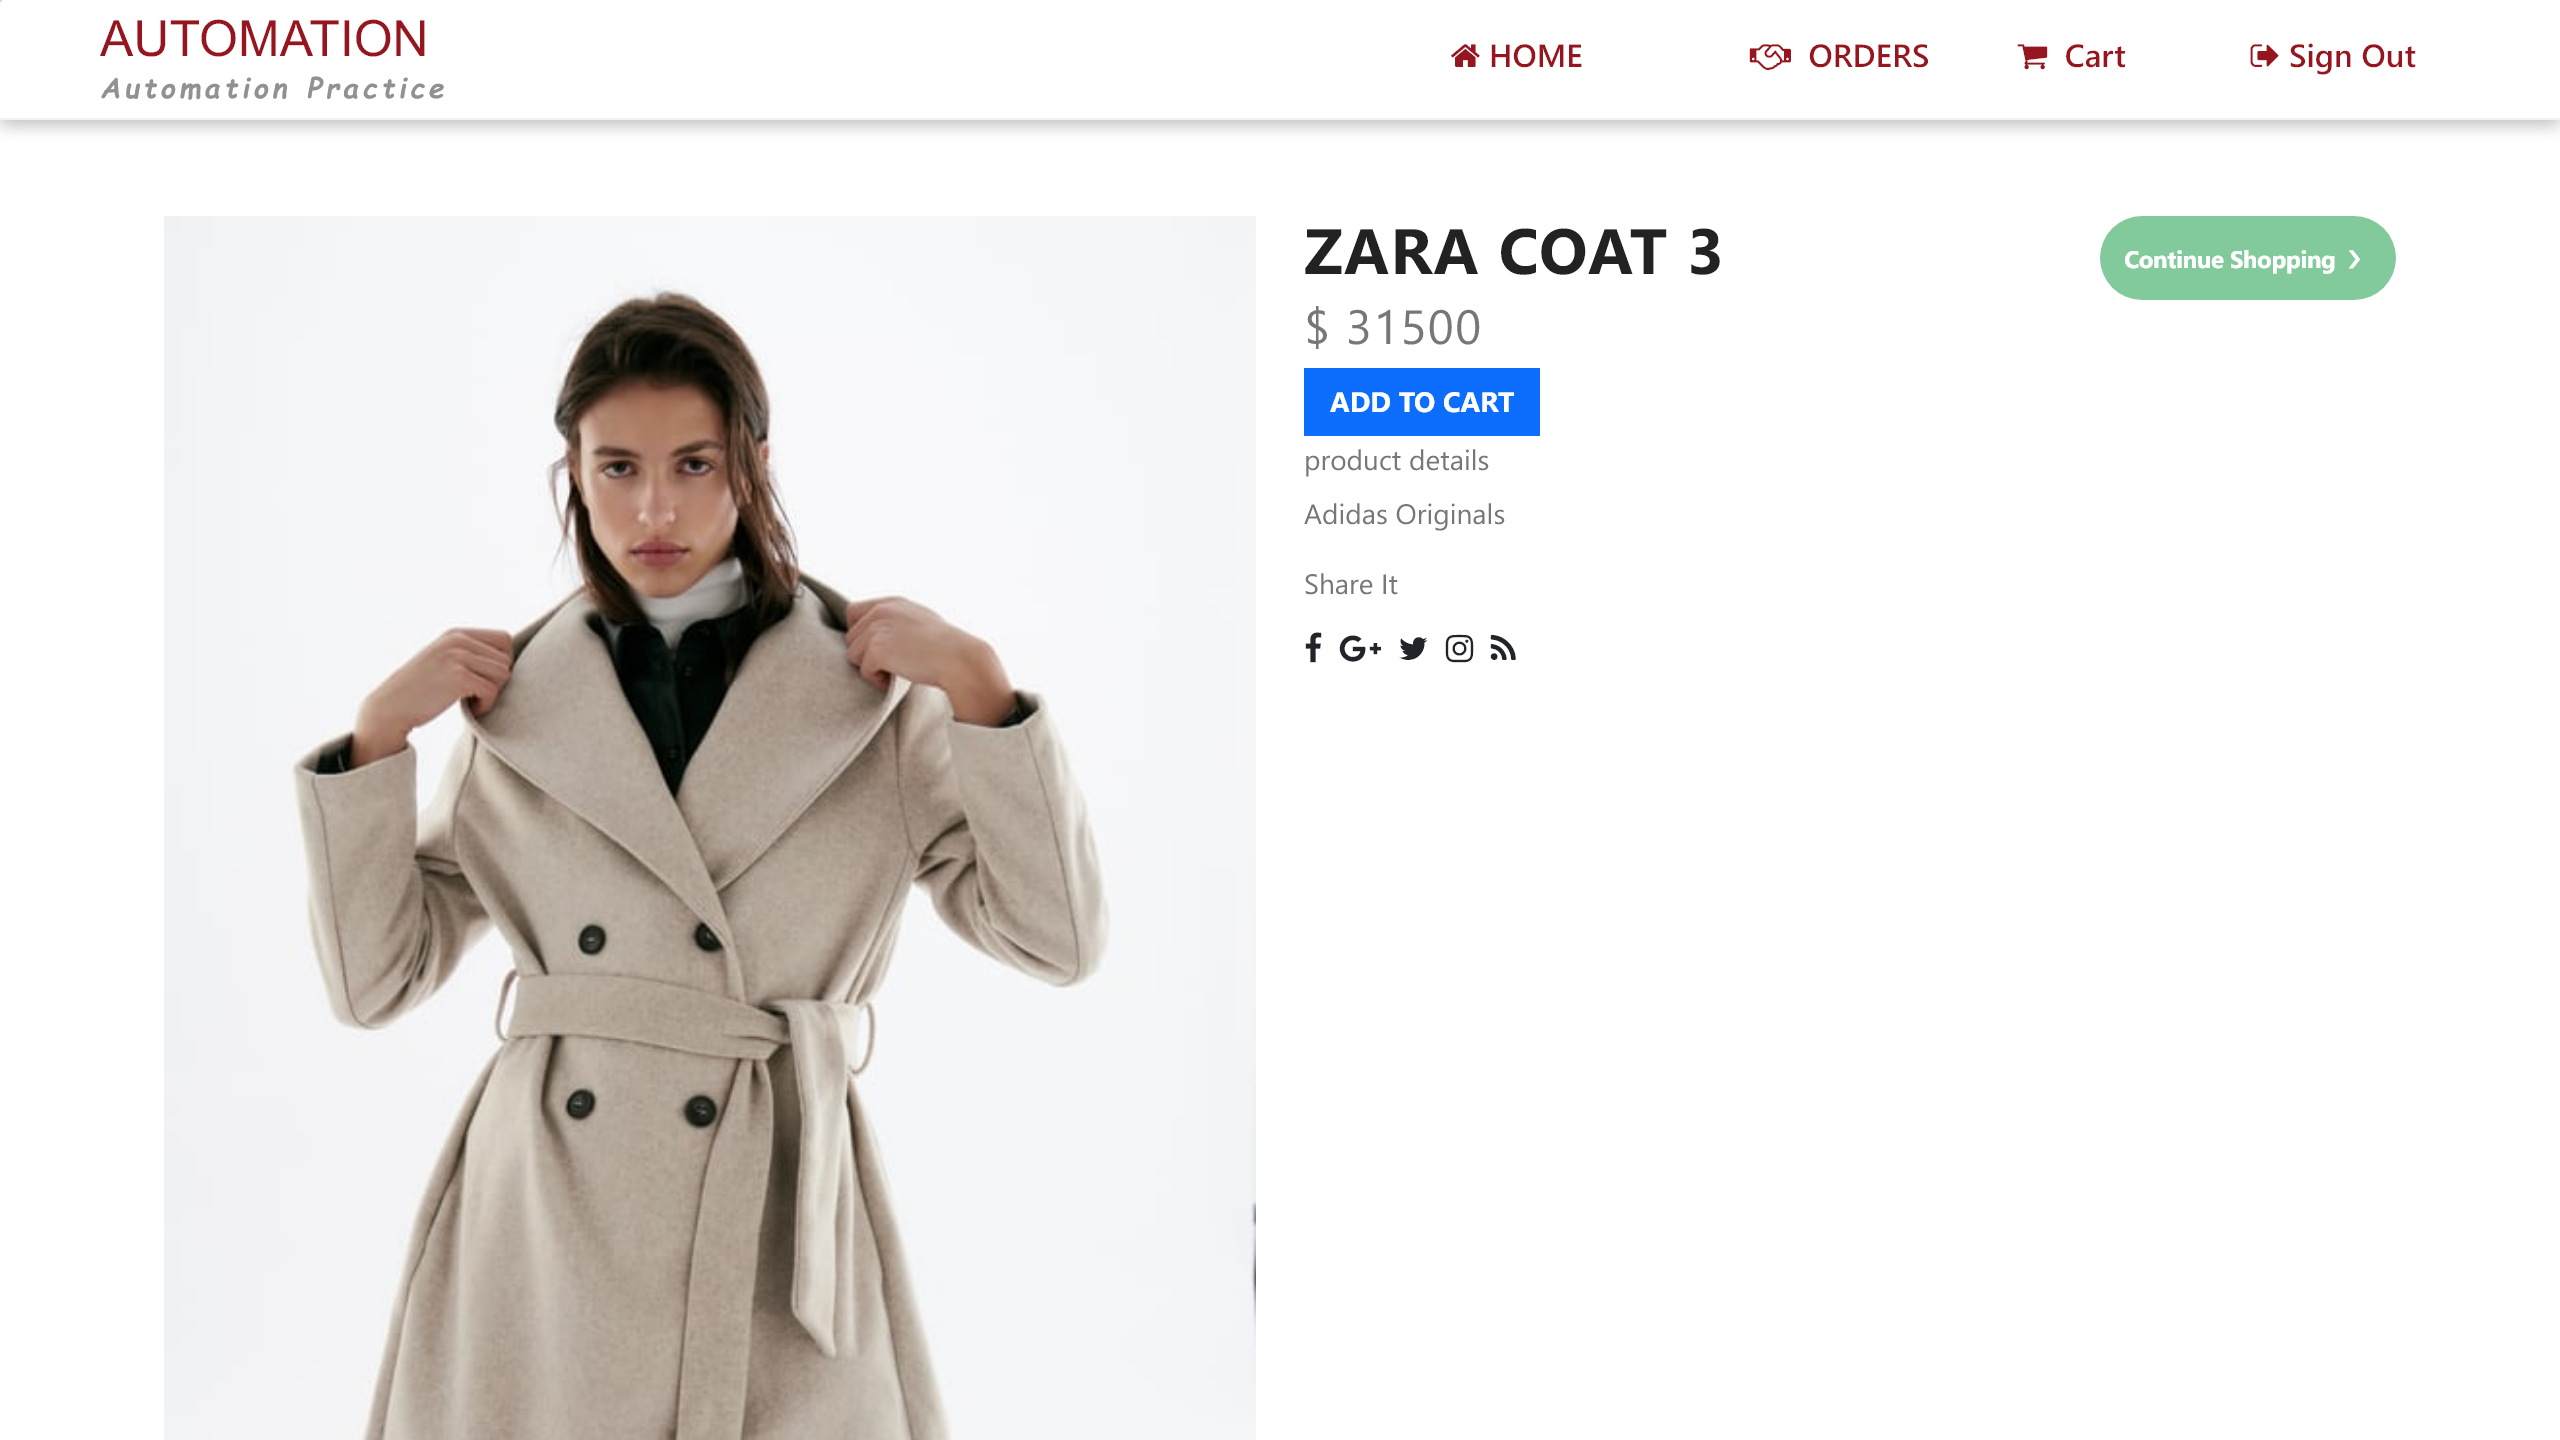 AUTOMATION
Automation Practice
HOME
ORDERS
Cart
Sign Out
ZARA COAT 3
Continue Shopping
$ 31500
ADD TO CART
product details
Adidas Originals
Share It